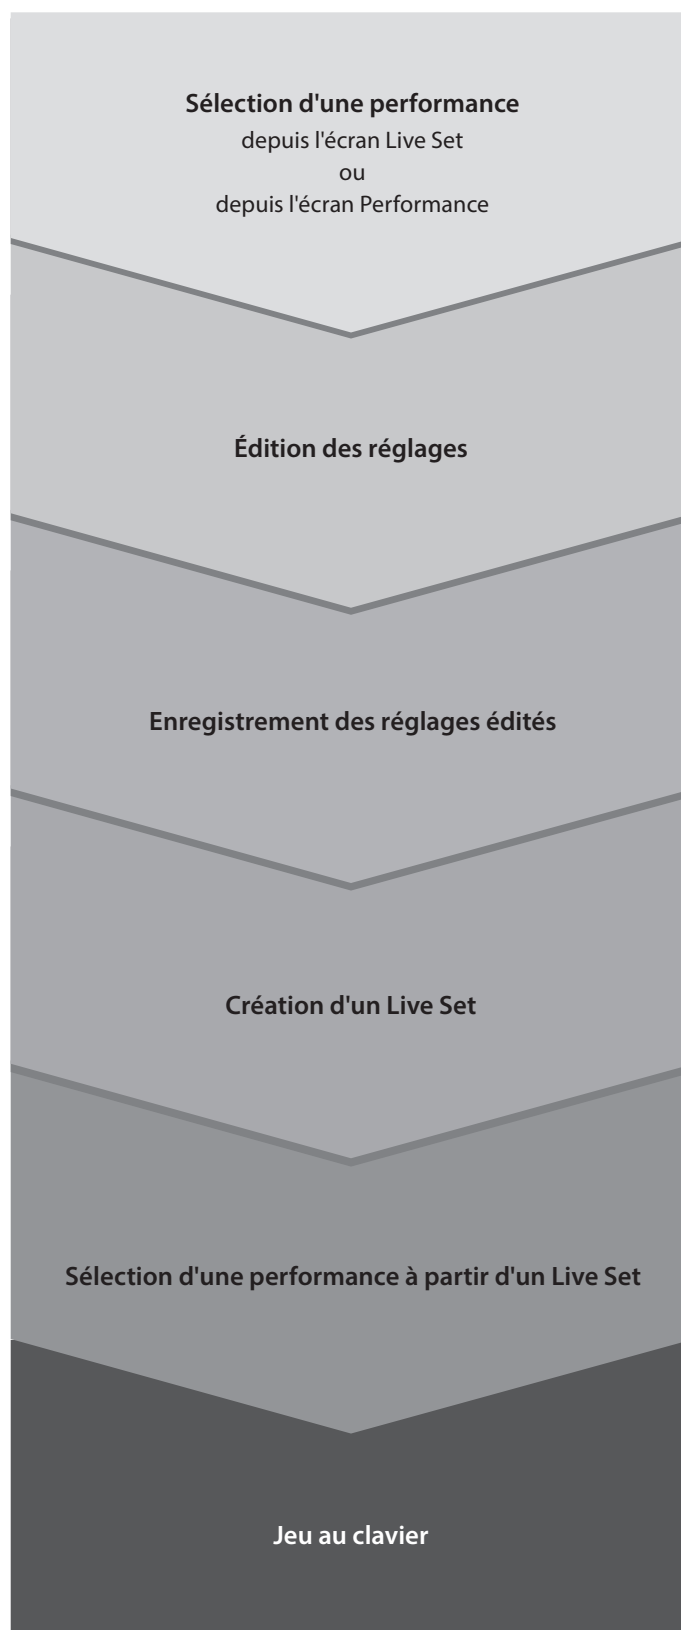 Sélection d'une performance
depuis l'écran Live Set
ou
depuis l'écran Performance
Édition des réglages
Enregistrement des réglages édités
Création d'un Live Set
Sélection d'une performance à partir d'un Live Set
Jeu au clavier